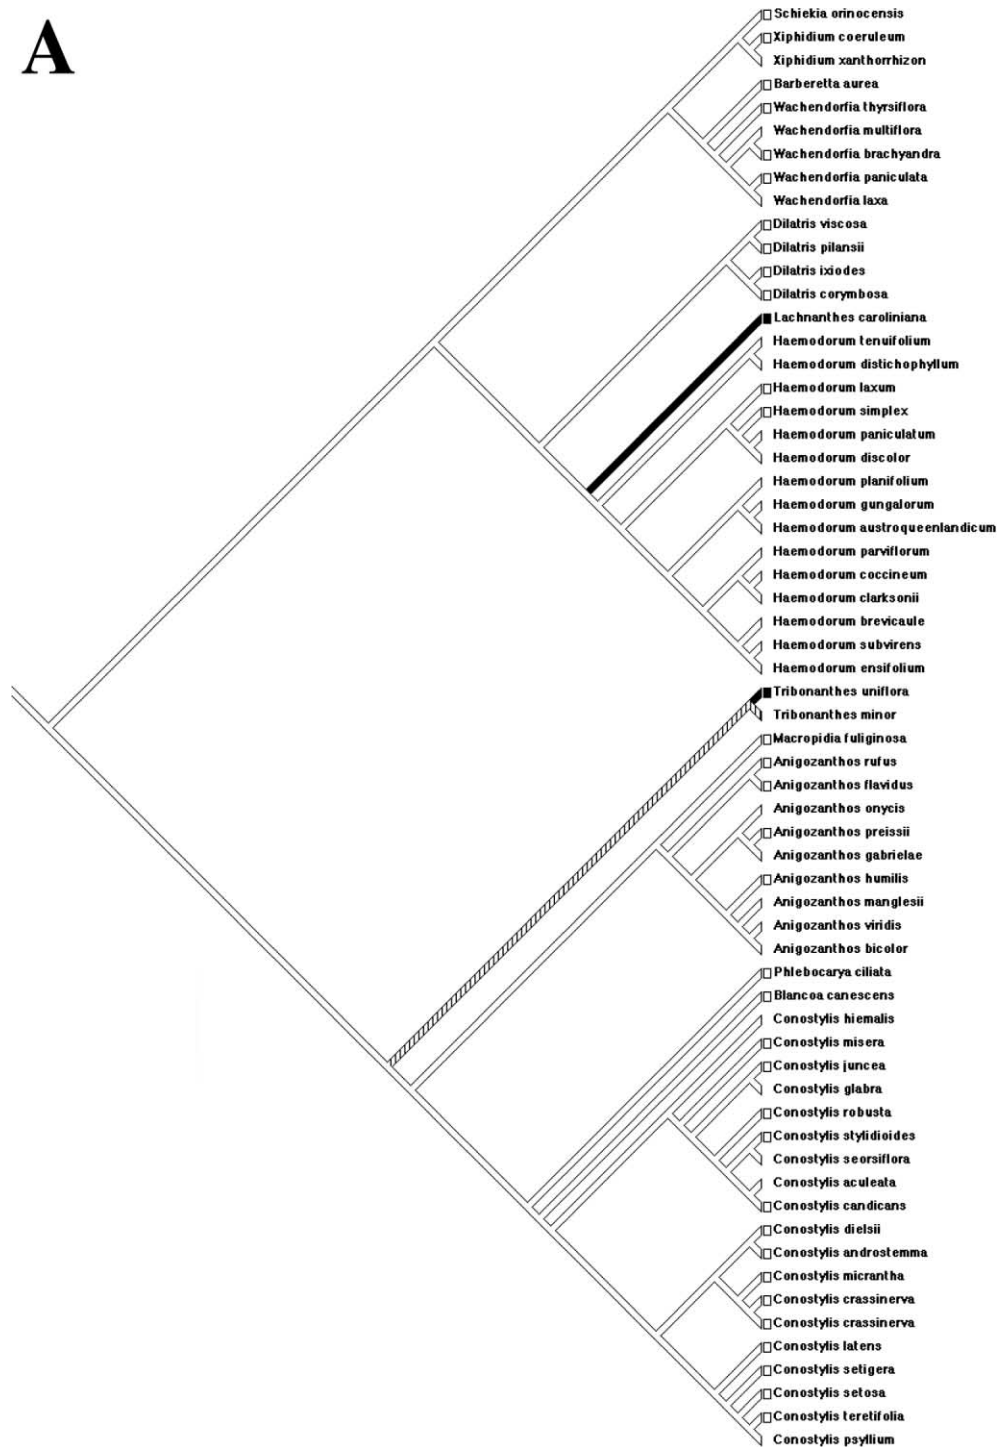 A
Schiekia orinocensis
Xiphidium coeruleum
Xiphidium xanthorrhizon
Barberetta aurea
Wachendorfia thyrsiflora
Wachendorfia multiflora
Wachendorfia brachyandra
Wachendorfia paniculata
Wachendorfia laxa
Dilatris viscosa
Dilatris pilansii
Dilatris ixiodes
Dilatris corymbosa
Lachnanthes caroliniana
Haemodorum tenuifolium
Haemodorum distichophyllum
Haemodorum laxum
Haemodorum simplex
Haemodorum paniculatum
Haemodorum discolor
Haemodorum planifolium
Haemodorum gungalorum
Haemodorum austroqueenlandicum
Haemodorum parviflorum
Haemodorum coccineum
Haemodorum clarksonii
Haemodorum brevicaule
Haemodorum subvirens
Haemodorum ensifolium
Tribonanthes uniflora
Tribonanthes minor
Macropidia fuliginosa
Anigozanthos rufus
Anigozanthos flavidus
Anigozanthos onycis
Anigozanthos preissii
Anigozanthos gabrielae
Anigozanthos humilis
Anigozanthos manglesii
Anigozanthos viridis
Anigozanthos bicolor
Phlebocarya ciliata
Blancoa canescens
Conostylis hiemalis
Conostylis misera
Conostylis juncea
Conostylis glabra
Conostylis robusta
Conostylis stylidioides
Conostylis seorsiflora
Conostylis aculeata
Conostylis candicans
Conostylis dielsii
Conostylis androstemma
Conostylis micrantha
Conostylis crassinerva
Conostylis crassinerva
Conostylis latens
Conostylis setigera
Conostylis setosa
Conostylis teretifolia
Conostylis psyllium